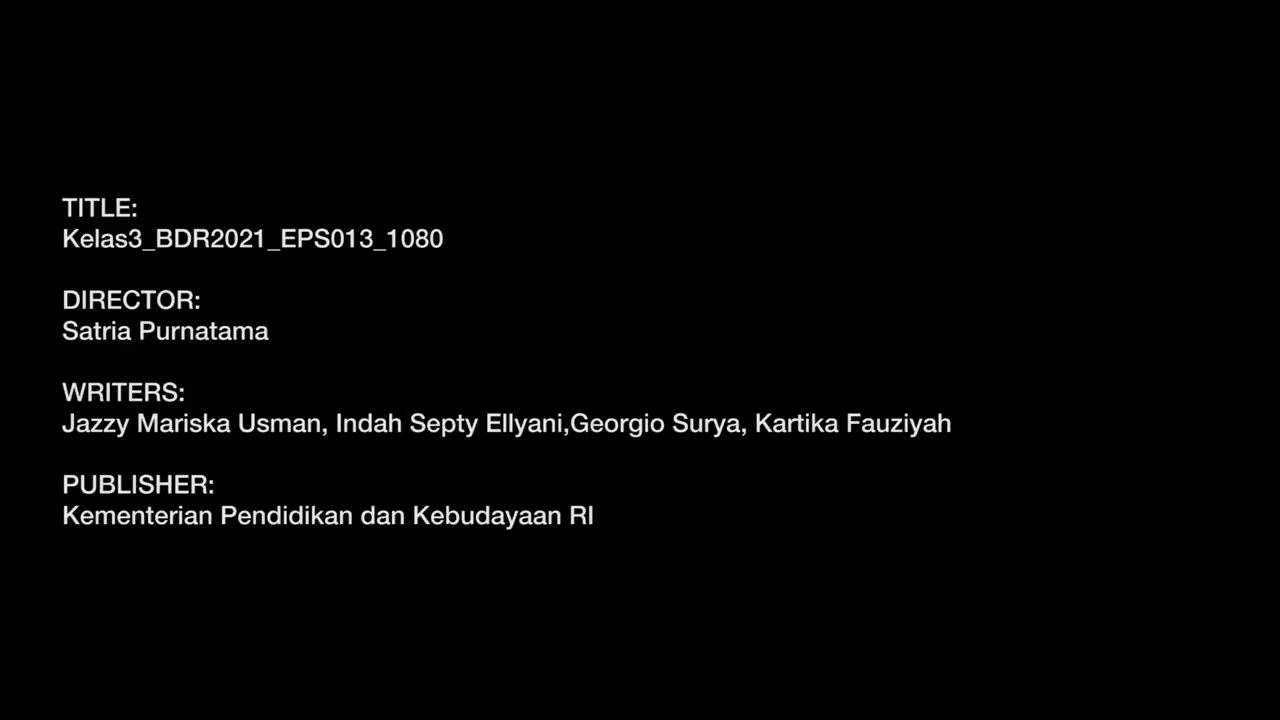 TITLE:
Kelas3_BDR2021_EPS013_1080
DIRECTOR:
Satria Purnatama
WRITERS:
Jazzy Mariska Usman, Indah Septy Ellyani,Georgio Surya, Kartika Fauziyah
PUBLISHER:
Kementerian Pendidikan dan Kebudayaan RI